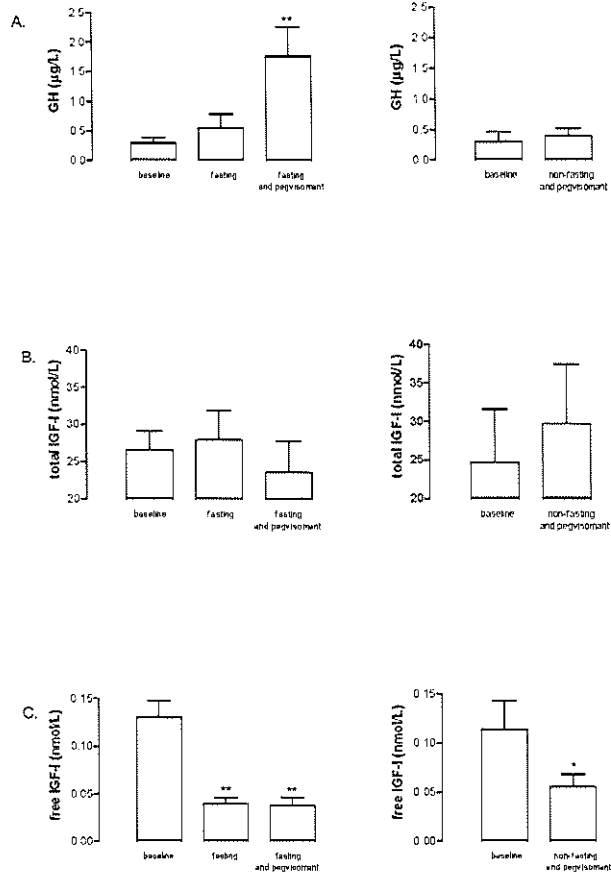 A.
GH (µg/L)
2.5
2.0
1.5
1.0
0.5
0.0
**
baseline
fasting
fasting
and pegvisomant
GH (µg/L)
2.5
2.0
1.5
1.0
0.5
0.0
baseline
non-fasting
and pegvisomant
B.
total IGF-I (nmol/L)
40
35
30
25
20
baseline
fasting
fasting
and pegvisomant
total IGF-I (nmol/L)
40
35
30
25
20
baseline
non-fasting
and pegvisomant
C.
free IGF-I (nmol/L)
0.15
0.10
0.05
0.00
**
**
baseline
fasting
fasting
and pegvisomant
free IGF-I (nmol/L)
0.15
0.10
0.05
0.00
*
baseline
non-fasting
and pegvisomant